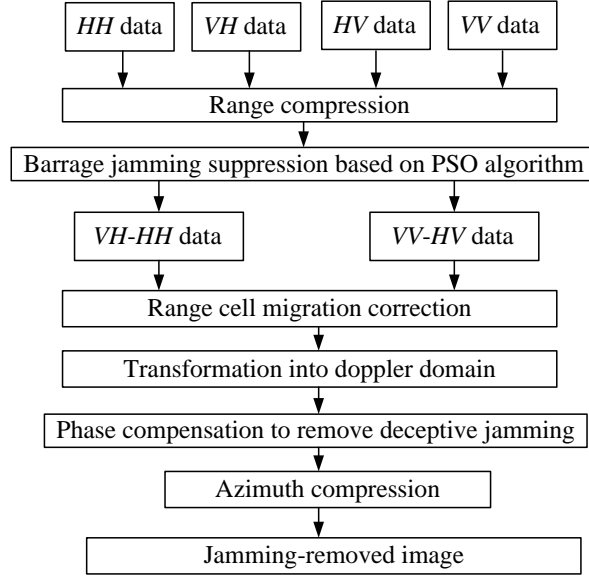 HH data VH data HV data VV data
Range compression
Barrage jamming suppression based on PSO algorithm
VH-HH data VV-HV data
Range cell migration correction
Transformation into doppler domain
Phase compensation to remove deceptive jamming
Azimuth compression
Jamming-removed image